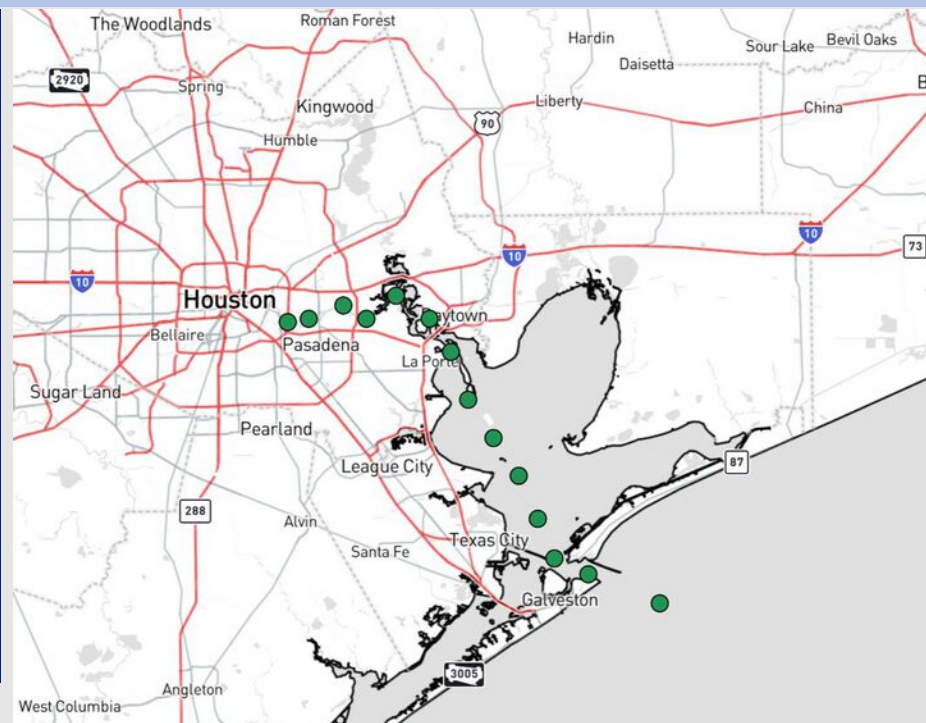 The Woodlands
Roman Forest
Hardin
Bevil Oaks
Sour Lake
Daisetta
2920
Spring
Kingwood
Liberty
China
B
90
Humble
10
73
10
10
Houston
Bellaire
Pasadena
La Porte
Sugar Land
Pearland
League City
87
288
Alvin
Texas City
Santa Fe
Galveston
3005
Angleton
West Columbia